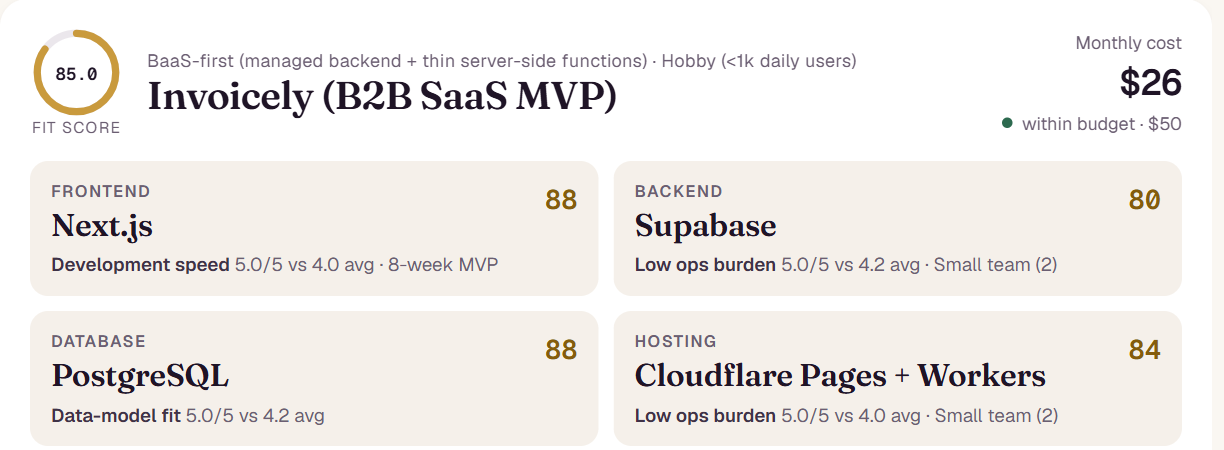 85.0
FIT SCORE
BaaS-first (managed backend + thin server-side functions) · Hobby (<1k daily users)
Invoicely (B2B SaaS MVP)
Monthly cost
$26
within budget · $50
FRONTEND
88
Next.js
Development speed 5.0/5 vs 4.0 avg · 8-week MVP
BACKEND
80
Supabase
Low ops burden 5.0/5 vs 4.2 avg · Small team (2)
DATABASE
88
PostgreSQL
Data-model fit 5.0/5 vs 4.2 avg
HOSTING
84
Cloudflare Pages + Workers
Low ops burden 5.0/5 vs 4.0 avg · Small team (2)